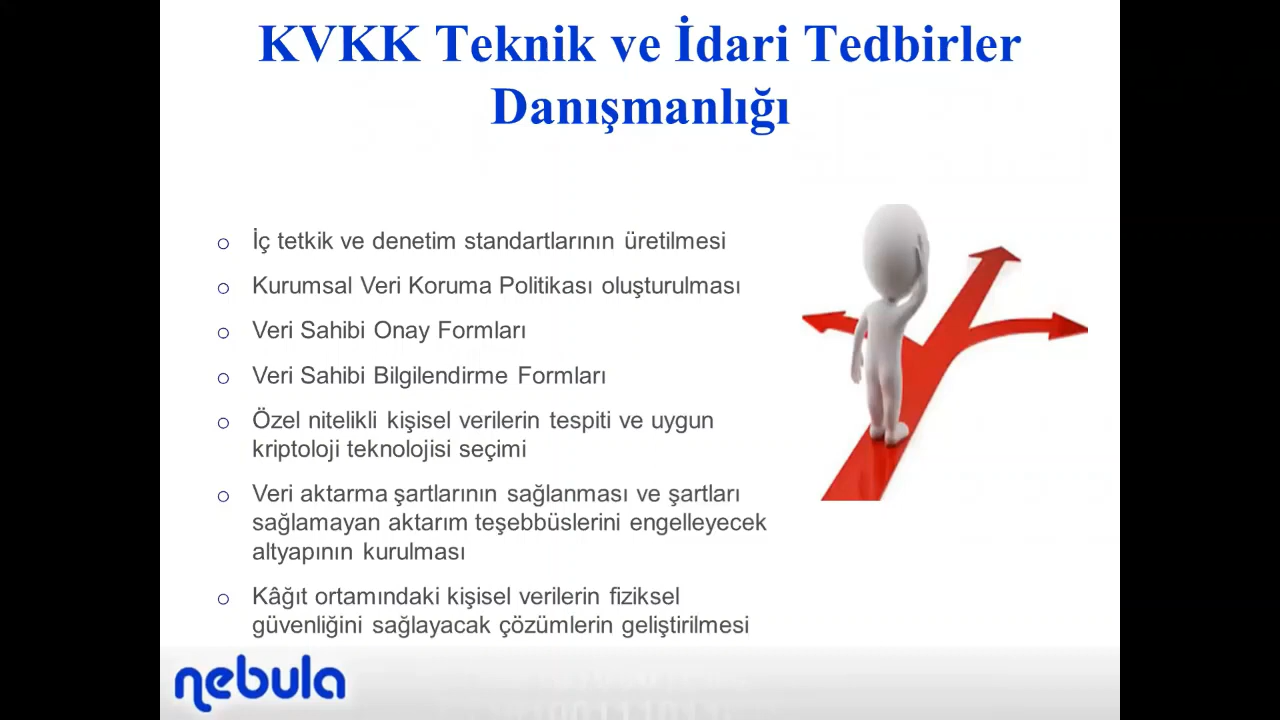 KVKK Teknik ve İdari Tedbirler
Danışmanlığı
o İç tetkik ve denetim standartlarının üretilmesi
o Kurumsal Veri Koruma Politikası oluşturulması
o Veri Sahibi Onay Formları
o Veri Sahibi Bilgilendirme Formları
o Özel nitelikli kişisel verilerin tespiti ve uygun
kriptoloji teknolojisi seçimi
o Veri aktarma şartlarının sağlanması ve şartları
sağlamayan aktarım teşebbüslerini engelleyecek
altyapının kurulması
o Kâğıt ortamındaki kişisel verilerin fiziksel
güvenliğini sağlayacak çözümlerin geliştirilmesi
nebula